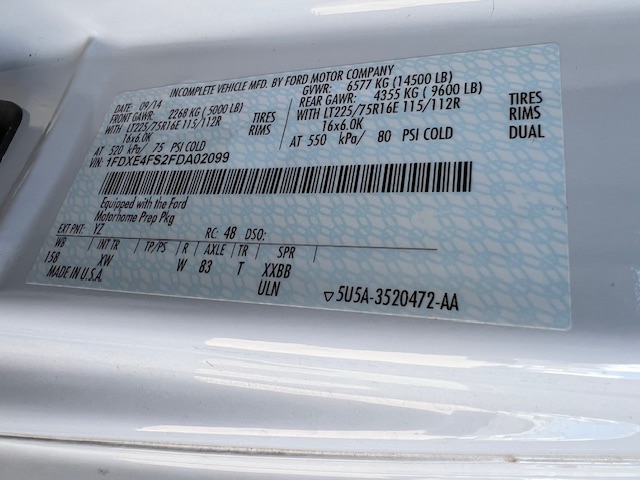 INCOMPLETE VEHICLE MFD. BY FORD MOTOR COMPANY
DATE 09/14 GVWR: 6577 KG (14500 LB)
FRONT GAWR: 2268 KG (5000 LB) REAR GAWR: 4355 KG (9600 LB)
WITH LT225/75R16E 115/112R TIRES WITH LT225/75R16E 115/112R TIRES
16x6.0K RIMS 16x6.0K RIMS
AT 520 kPa/ 75 PSI COLD AT 550 kPa/ 80 PSI COLD DUAL
VIN: 1FDXE4FS2FDA02099
Equipped with the Ford
Motorhome Prep Pkg
EXT PNT: YZ RC: 48 DSO:
WB INT TR TP/PS R AXLE TR SPR
158 XW W 83 T XXBB
MADE IN U.S.A. ULN ▽5U5A-3520472-AA